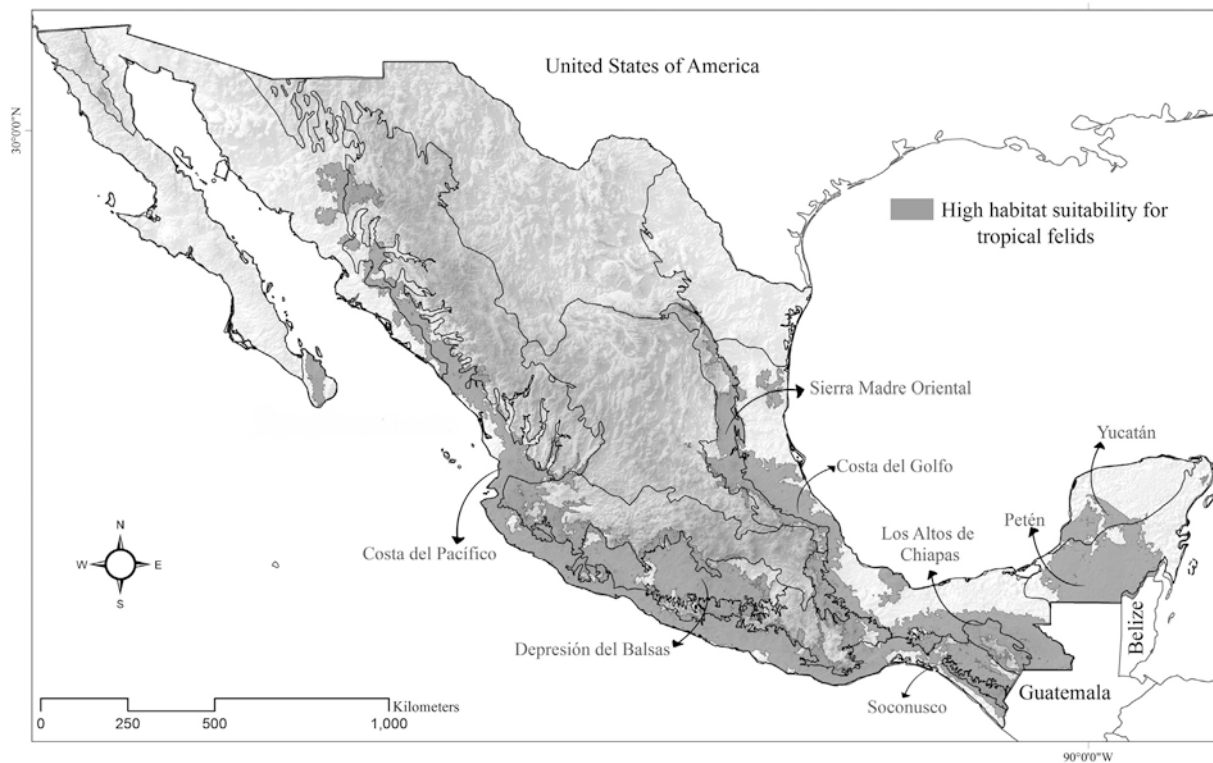 United States of America
30°0'0"N
High habitat suitability for
tropical felids
Sierra Madre Oriental
Yucatán
Costa del Golfo
Petén
Los Altos de
Chiapas
Costa del Pacífico
N
W
E
S
Depresión del Balsas
Belize
Guatemala
Soconusco
Kilometers
0
250
500
1,000
90°0'0"W